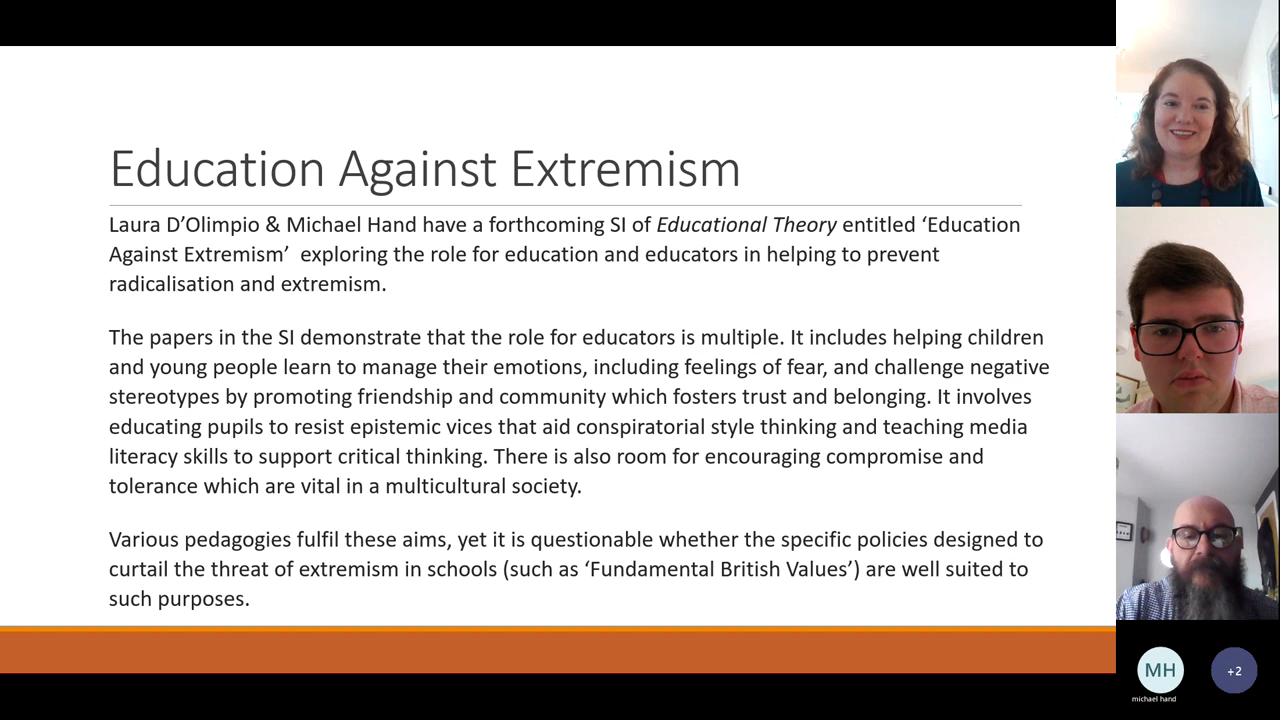 Education Against Extremism
Laura D’Olimpio & Michael Hand have a forthcoming SI of Educational Theory entitled ‘Education
Against Extremism’  exploring the role for education and educators in helping to prevent
radicalisation and extremism.
The papers in the SI demonstrate that the role for educators is multiple. It includes helping children
and young people learn to manage their emotions, including feelings of fear, and challenge negative
stereotypes by promoting friendship and community which fosters trust and belonging. It involves
educating pupils to resist epistemic vices that aid conspiratorial style thinking and teaching media
literacy skills to support critical thinking. There is also room for encouraging compromise and
tolerance which are vital in a multicultural society.
Various pedagogies fulfil these aims, yet it is questionable whether the specific policies designed to
curtail the threat of extremism in schools (such as ‘Fundamental British Values’) are well suited to
such purposes.
MH
+2
michael hand